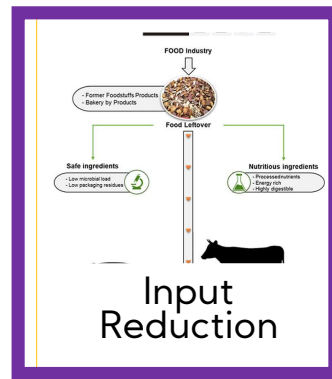 FOOD Industry
- Former Foodstuffs Products
- Bakery by Products
Food Leftover
Safe ingredients
- Low microbial load
- Low packaging residues
Nutritious ingredients
- Processed nutrients
- Energy rich
- Highly digestible
Input
Reduction